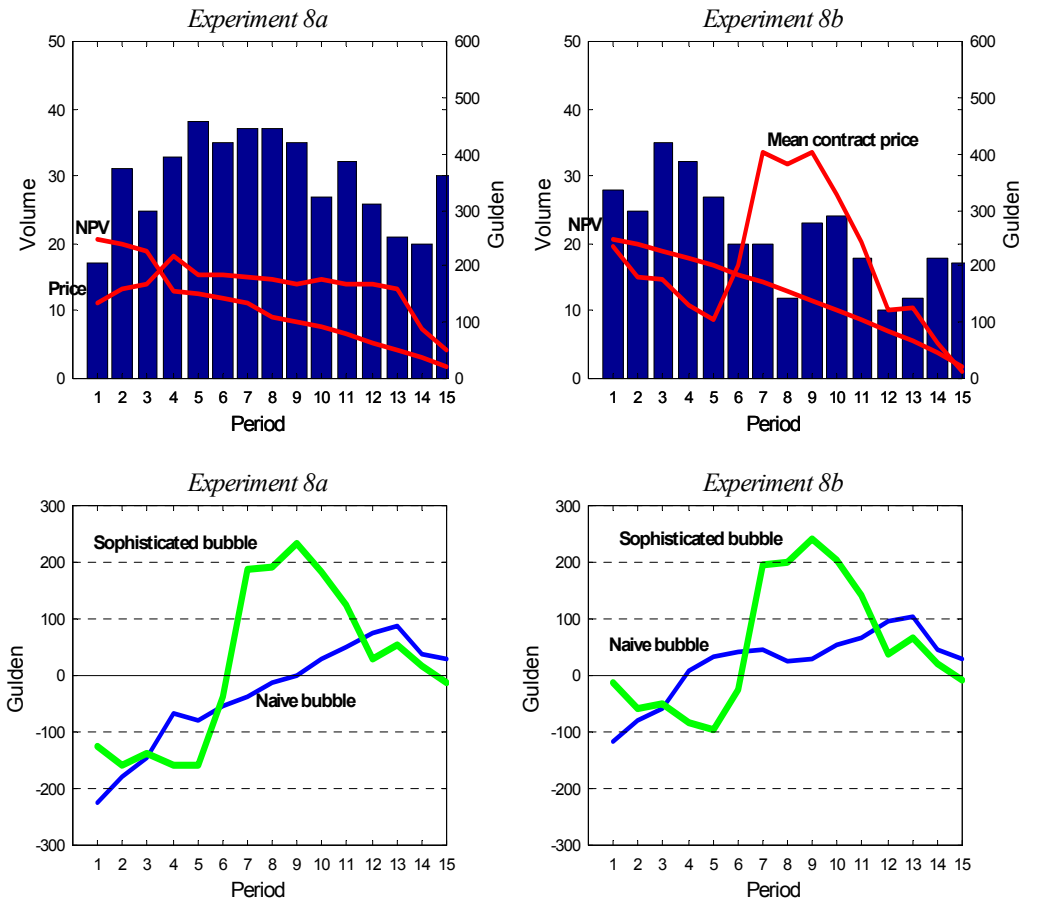 Experiment 8a
50
40
30
20
10
0
Volume
600
500
400
300
200
100
0
Gulden
NPV
Price
1 2 3 4 5 6 7 8 9 10 11 12 13 14 15
Period
Experiment 8b
50
40
30
20
10
0
Volume
600
500
400
300
200
100
0
Gulden
Mean contract price
NPV
1 2 3 4 5 6 7 8 9 10 11 12 13 14 15
Period
Experiment 8a
300
200
100
0
-100
-200
-300
Gulden
Sophisticated bubble
Naive bubble
1 2 3 4 5 6 7 8 9 10 11 12 13 14 15
Period
Experiment 8b
300
200
100
0
-100
-200
-300
Gulden
Sophisticated bubble
Naive bubble
1 2 3 4 5 6 7 8 9 10 11 12 13 14 15
Period